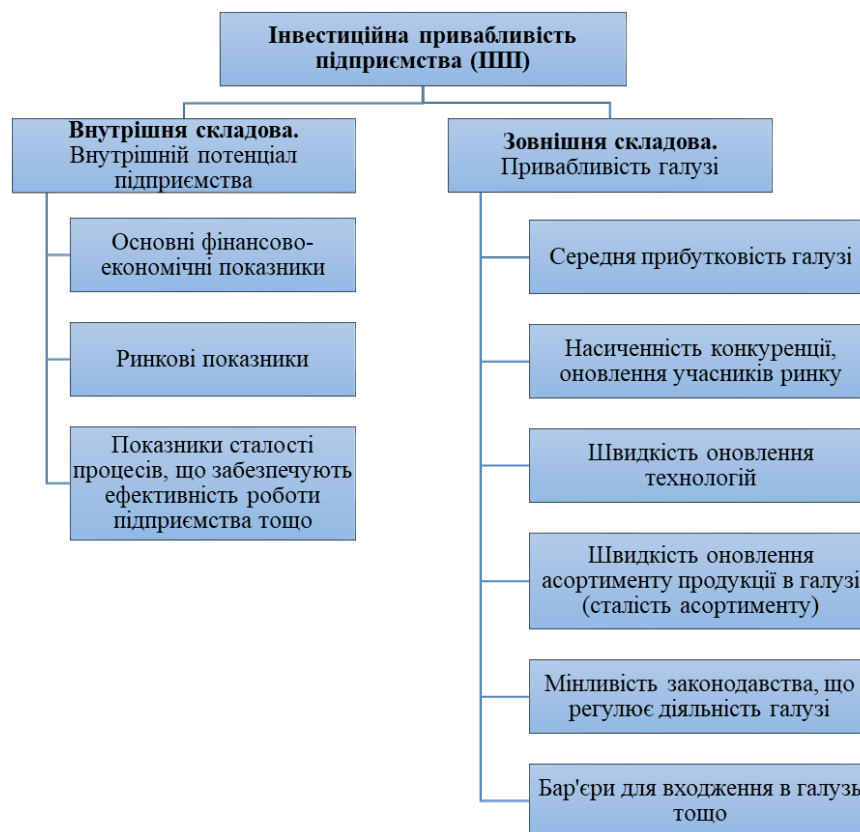 Інвестиційна привабливість
підприємства (ІПП)
Внутрішня складова.
Внутрішній потенціал
підприємства
Основні фінансово-
економічні показники
Ринкові показники
Показники сталості
процесів, що забезпечують
ефективність роботи
підприємства тощо
Зовнішня складова.
Привабливість галузі
Середня прибутковість галузі
Насиченність конкуренції,
оновлення учасників ринку
Швидкість оновлення
технологій
Швидкість оновлення
асортименту продукції в галузі
(сталість асортименту)
Мінливість законодавства, що
регулює діяльність галузі
Бар'єри для входження в галузь
тощо